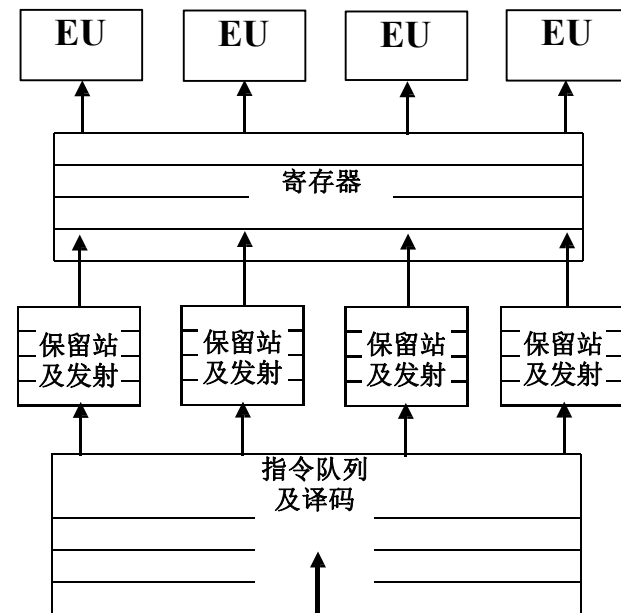 EU EU EU EU
寄存器
保留站 保留站 保留站 保留站
及发射 及发射 及发射 及发射
指令队列
及译码